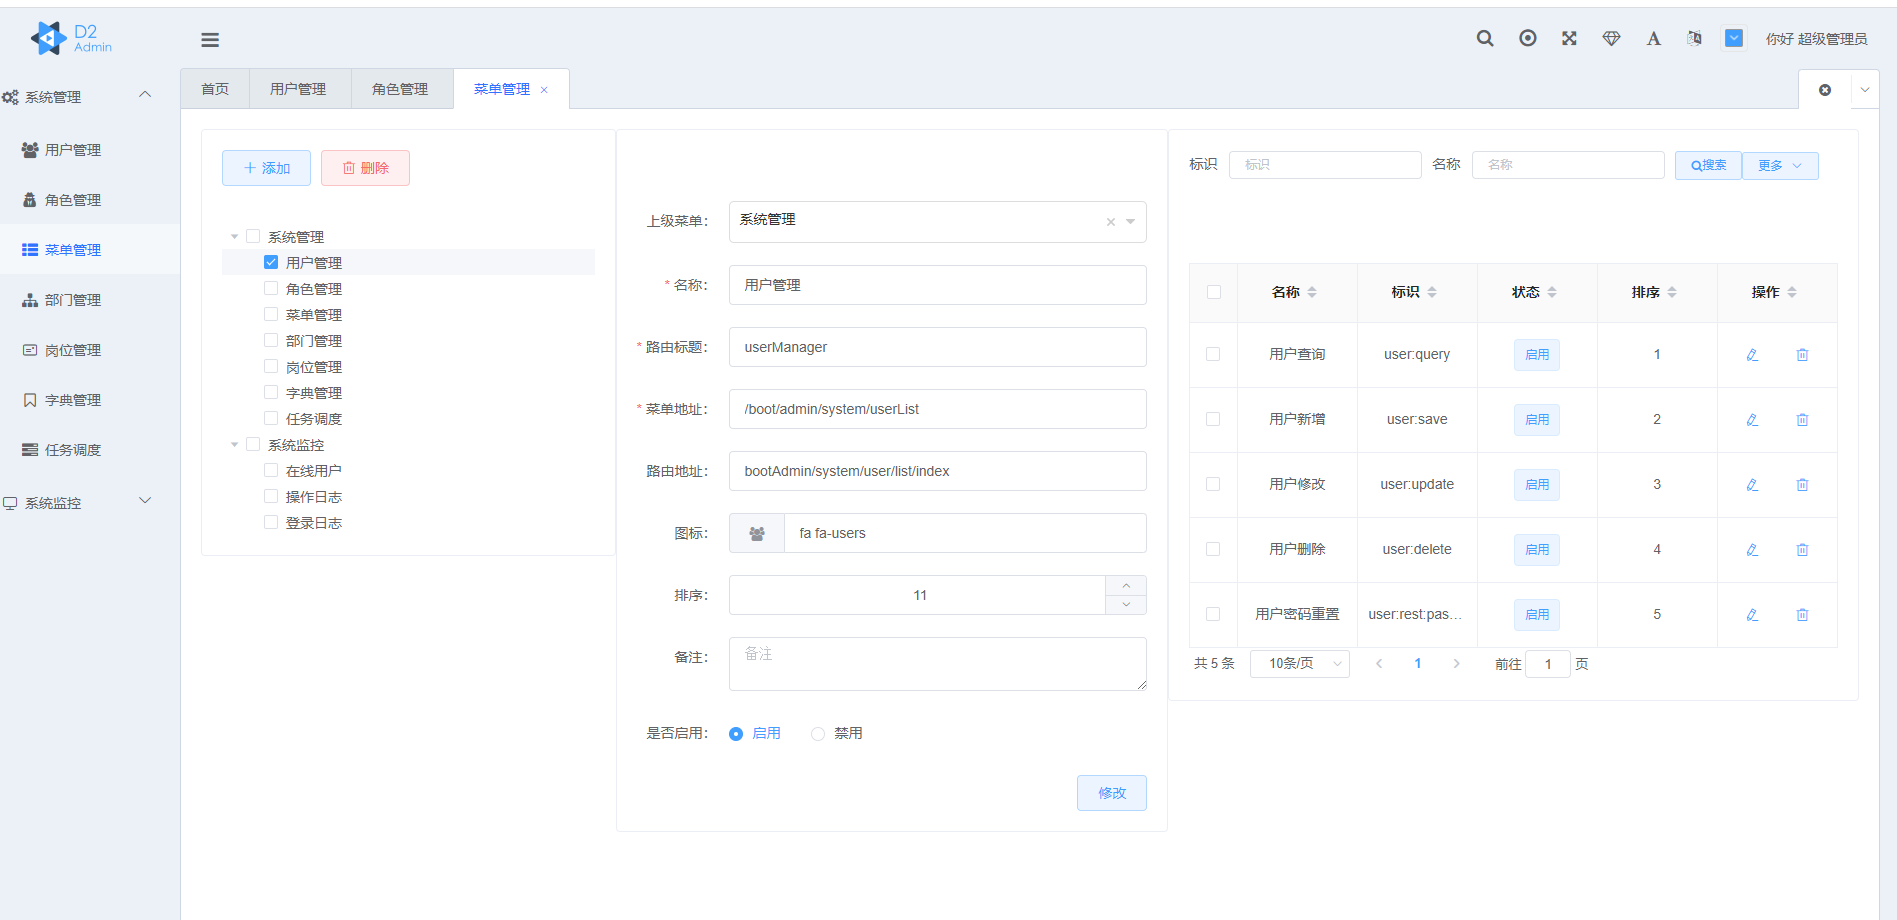 D2
Admin
你好 超级管理员
系统管理
用户管理
角色管理
菜单管理
部门管理
岗位管理
字典管理
任务调度
系统监控
首页 用户管理 角色管理 菜单管理
添加 删除
系统管理
用户管理
角色管理
菜单管理
部门管理
岗位管理
字典管理
任务调度
系统监控
在线用户
操作日志
登录日志
上级菜单： 系统管理
* 名称： 用户管理
* 路由标题： userManager
* 菜单地址： /boot/admin/system/userList
路由地址： bootAdmin/system/user/list/index
图标： fa fa-users
排序： 11
备注： 备注
是否启用： 启用 禁用
修改
标识 标识 名称 名称 搜索 更多
名称 标识 状态 排序 操作
用户查询 user:query 启用 1
用户新增 user:save 启用 2
用户修改 user:update 启用 3
用户删除 user:delete 启用 4
用户密码重置 user:rest:pas... 启用 5
共 5 条 10条/页 1 前往 1 页